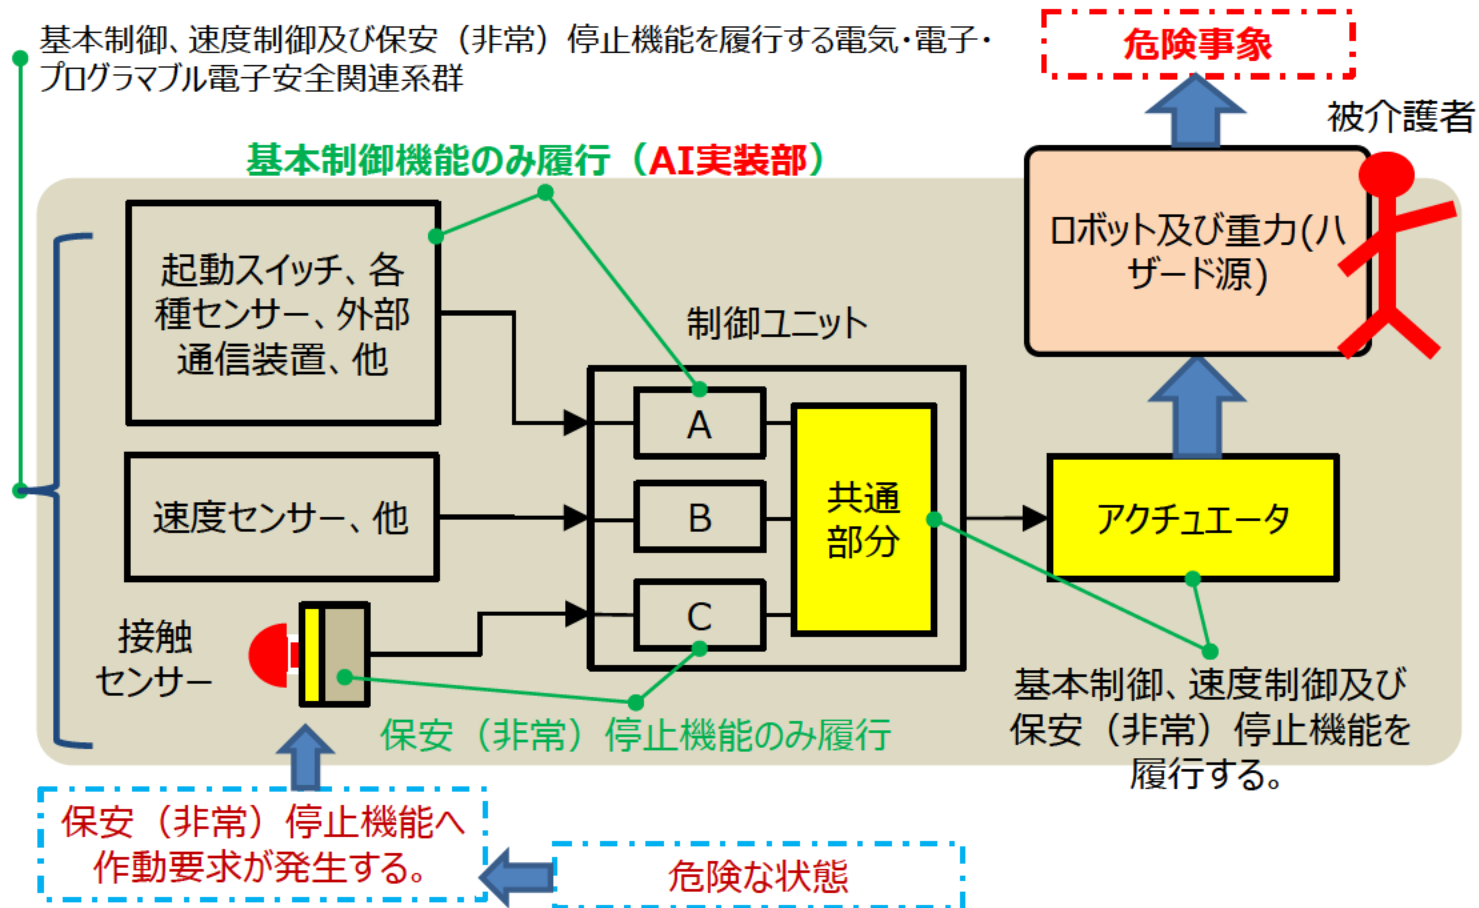 基本制御、速度制御及び保安（非常）停止機能を履行する電気・電子・
プログラマブル電子安全関連系群
危険事象
被介護者
基本制御機能のみ履行（AI実装部）
ロボット及び重力(ハ
ザード源)
起動スイッチ、各
種センサー、外部
通信装置、他
制御ユニット
A
速度センサー、他
B
共通
部分
アクチュエータ
C
接触
センサー
保安（非常）停止機能のみ履行
基本制御、速度制御及び
保安（非常）停止機能を
履行する。
保安（非常）停止機能へ
作動要求が発生する。
危険な状態